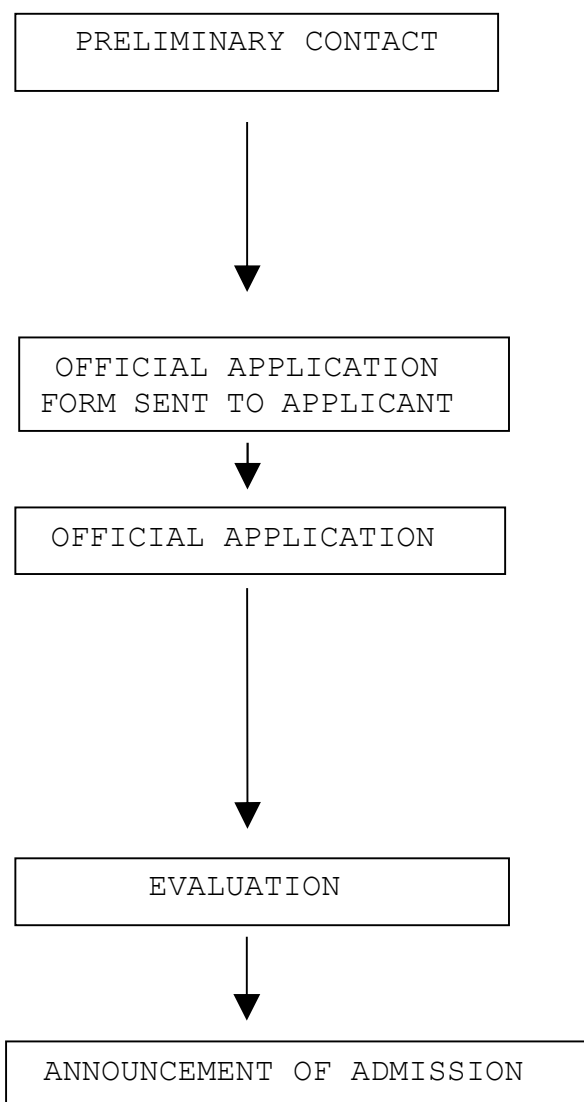 PRELIMINARY CONTACT
OFFICIAL APPLICATION
FORM SENT TO APPLICANT
OFFICIAL APPLICATION
EVALUATION
ANNOUNCEMENT OF ADMISSION